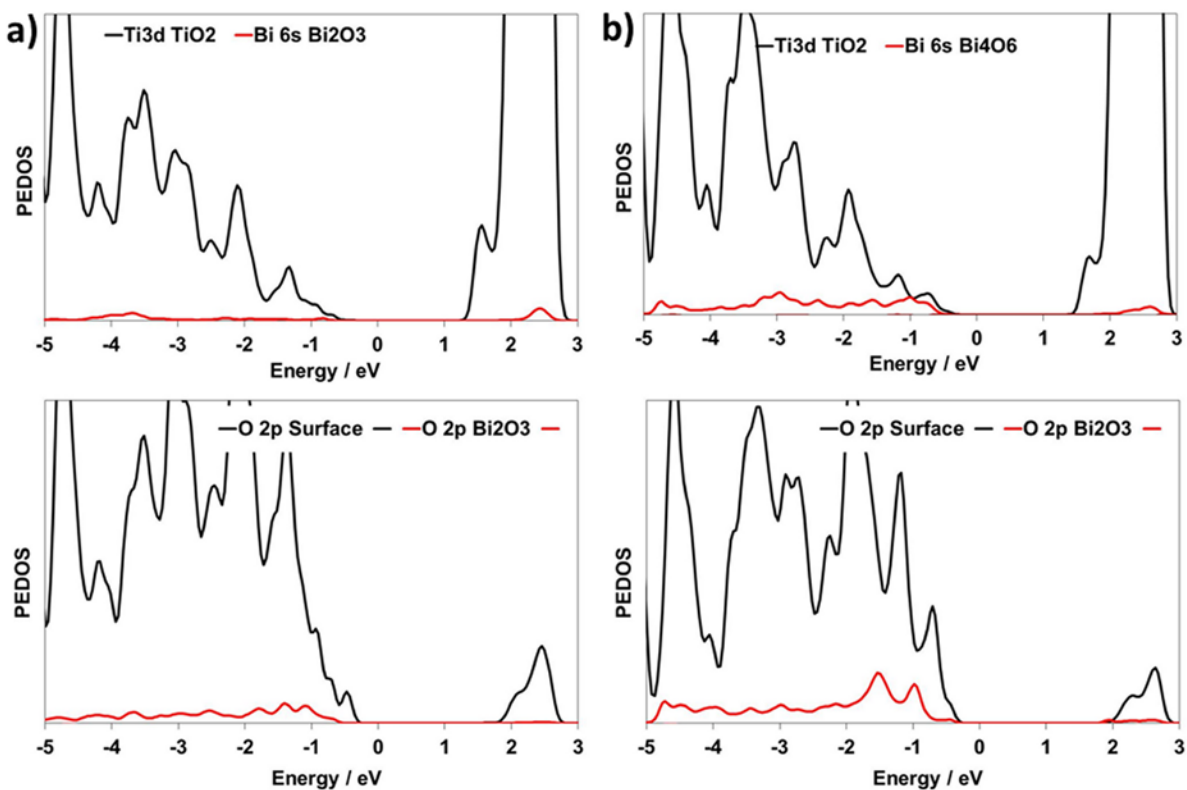 a)
Ti3d TiO2 Bi 6s Bi2O3
PEDOS
-5 -4 -3 -2 -1 0 1 2 3
Energy / eV
b)
Ti3d TiO2 Bi 6s Bi4O6
PEDOS
-5 -4 -3 -2 -1 0 1 2 3
Energy / eV
O 2p Surface O 2p Bi2O3
PEDOS
-5 -4 -3 -2 -1 0 1 2 3
Energy / eV
O 2p Surface O 2p Bi2O3
PEDOS
-5 -4 -3 -2 -1 0 1 2 3
Energy / eV